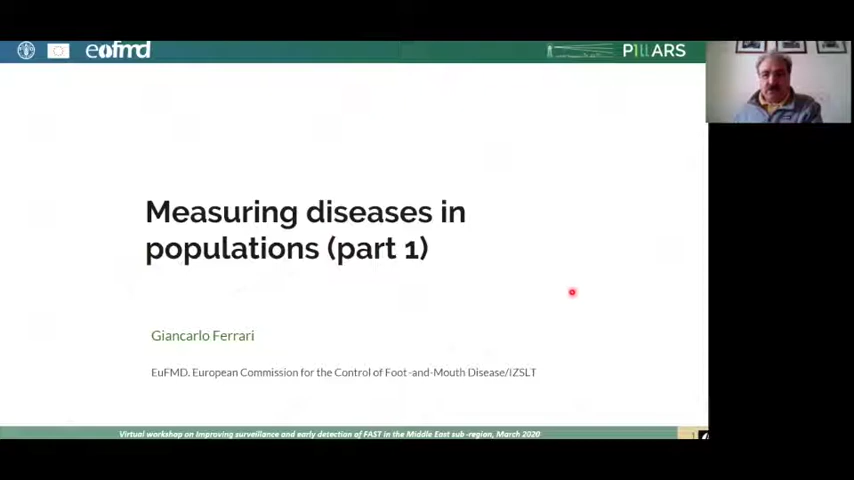 eofmd
PILLARS
Measuring diseases in
populations (part 1)
Giancarlo Ferrari
EuFMD. European Commission for the Control of Foot-and-Mouth Disease/IZSLT
Virtual workshop on Improving surveillance and early detection of FAST in the Middle East sub-region, March 2020
1